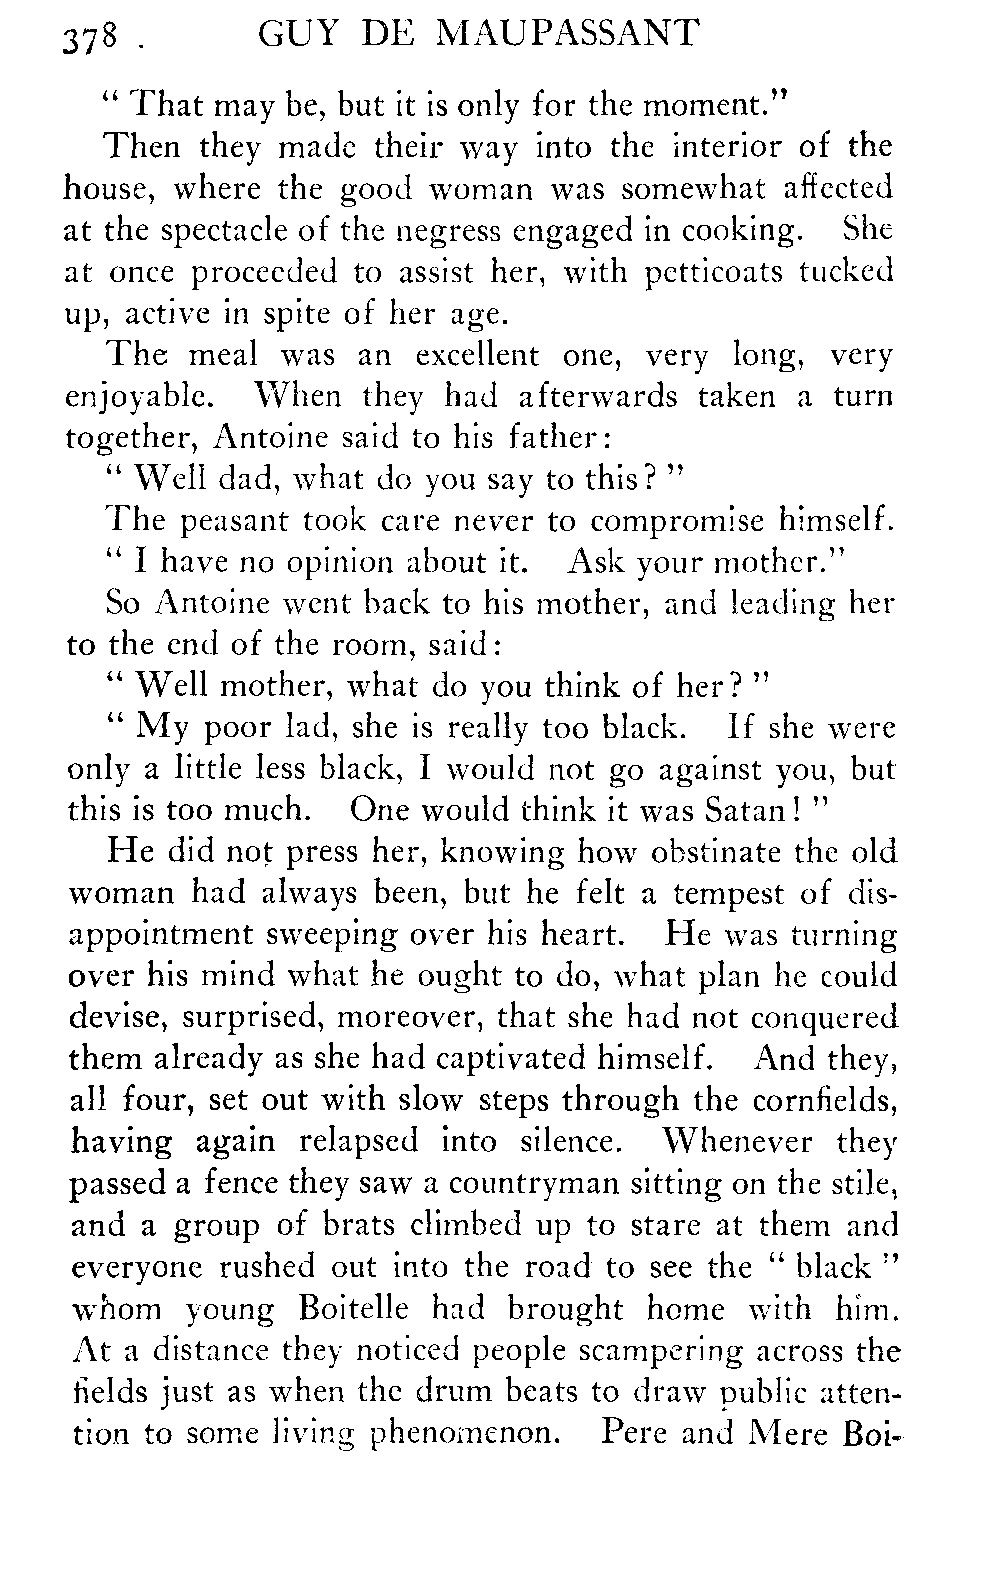 378 . GUY DE MAUPASSANT
“ That may be, but it is only for the moment.”
Then they made their way into the interior of the
house, where the good woman was somewhat affected
at the spectacle of the negress engaged in cooking. She
at once proceeded to assist her, with petticoats tucked
up, active in spite of her age.
The meal was an excellent one, very long, very
enjoyable. When they had afterwards taken a turn
together, Antoine said to his father:
“ Well dad, what do you say to this? ”
The peasant took care never to compromise himself.
“ I have no opinion about it. Ask your mother.”
So Antoine went back to his mother, and leading her
to the end of the room, said:
“ Well mother, what do you think of her? ”
“ My poor lad, she is really too black. If she were
only a little less black, I would not go against you, but
this is too much. One would think it was Satan! ”
He did not press her, knowing how obstinate the old
woman had always been, but he felt a tempest of dis-
appointment sweeping over his heart. He was turning
over his mind what he ought to do, what plan he could
devise, surprised, moreover, that she had not conquered
them already as she had captivated himself. And they,
all four, set out with slow steps through the cornfields,
having again relapsed into silence. Whenever they
passed a fence they saw a countryman sitting on the stile,
and a group of brats climbed up to stare at them and
everyone rushed out into the road to see the “ black ”
whom young Boitelle had brought home with him.
At a distance they noticed people scampering across the
fields just as when the drum beats to draw public atten-
tion to some living phenomenon. Pere and Mere Boi-